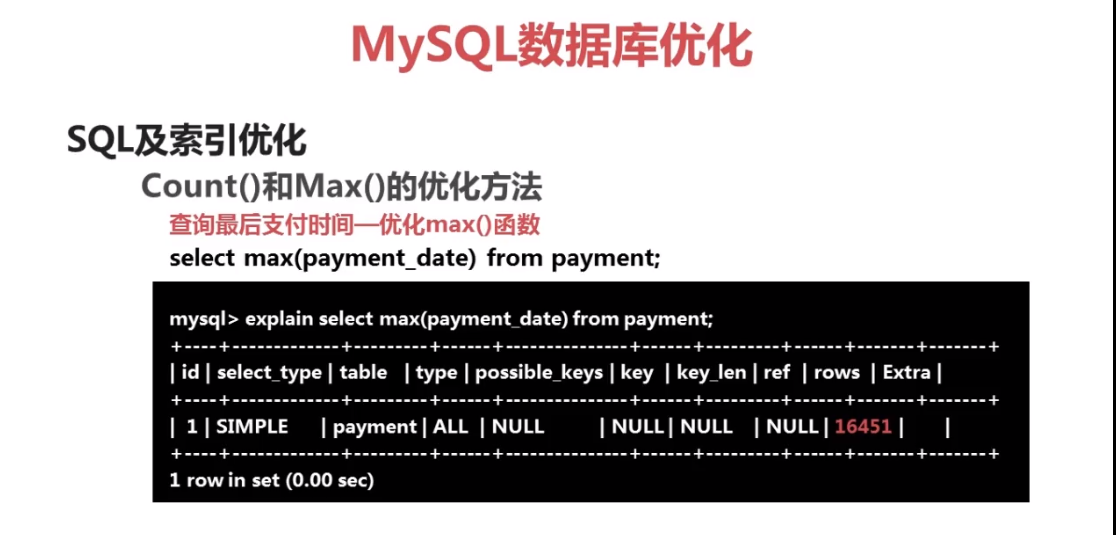 MySQL数据库优化
SQL及索引优化
Count()和Max()的优化方法
查询最后支付时间—优化max()函数
select max(payment_date) from payment;
mysql> explain select max(payment_date) from payment;
+----+-------------+---------+------+---------------+------+---------+------+-------+-------+
| id | select_type | table | type | possible_keys | key | key_len | ref | rows | Extra |
+----+-------------+---------+------+---------------+------+---------+------+-------+-------+
| 1 | SIMPLE | payment | ALL | NULL | NULL | NULL | NULL | 16451 | |
+----+-------------+---------+------+---------------+------+---------+------+-------+-------+
1 row in set (0.00 sec)